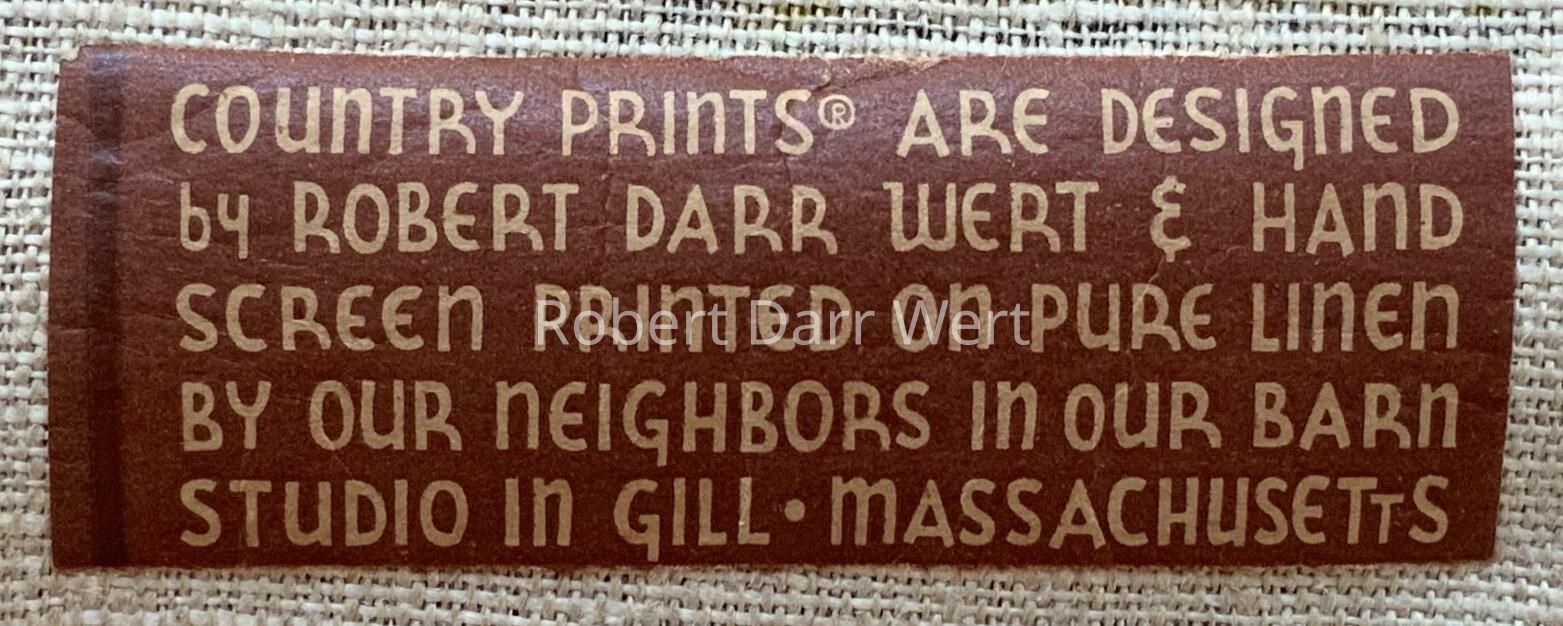 COUNTRY PRINTS® ARE DESIGNED
by ROBERT DARR WERT & HAND
SCREEN PRINTED ON PURE LINEN
Robert Darr Wert
BY OUR NEIGHBORS IN OUR BARN
STUDIO IN GILL • MASSACHUSETTS